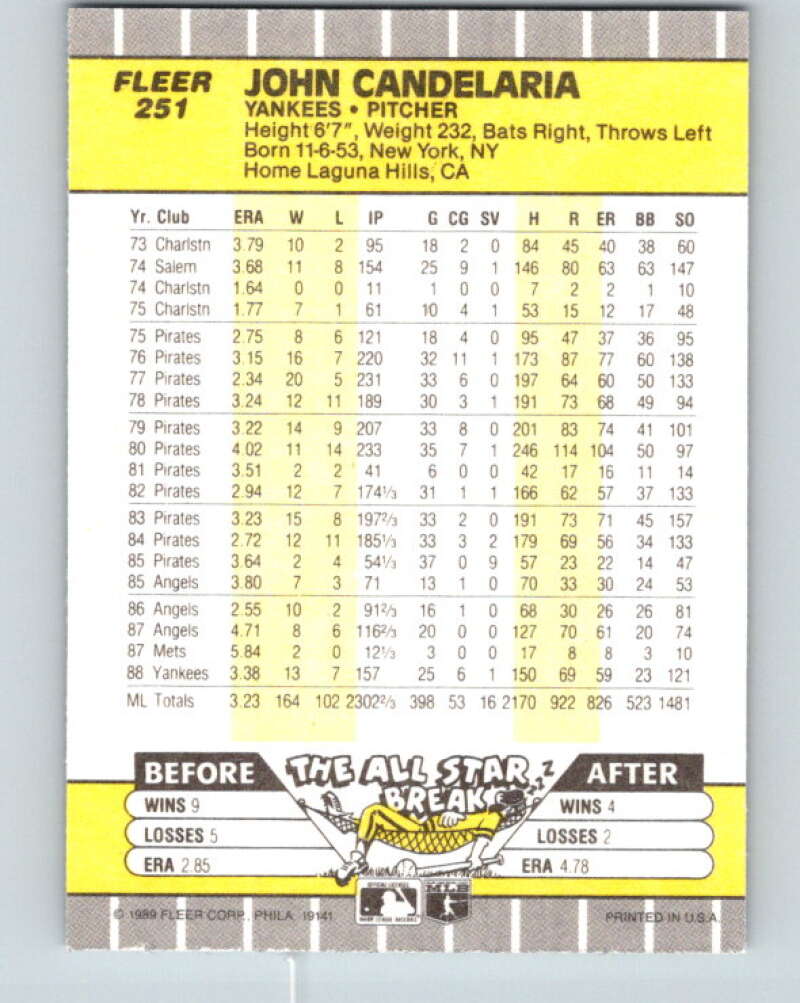 FLEER
251
JOHN CANDELARIA
YANKEES • PITCHER
Height 6'7", Weight 232, Bats Right, Throws Left
Born 11-6-53, New York, NY
Home Laguna Hills, CA
Yr. Club ERA W L IP G CG SV H R ER BB SO
73 Charlstn 3.79 10 2 95 18 2 0 84 45 40 38 60
74 Salem 3.68 11 8 154 25 9 1 146 80 63 63 147
74 Charlstn 1.64 0 0 11 1 0 0 7 2 2 1 10
75 Charlstn 1.77 7 1 61 10 4 1 53 15 12 17 48
75 Pirates 2.75 8 6 121 18 4 0 95 47 37 36 95
76 Pirates 3.15 16 7 220 32 11 1 173 87 77 60 138
77 Pirates 2.34 20 5 231 33 6 0 197 64 60 50 133
78 Pirates 3.24 12 11 189 30 3 1 191 73 68 49 94
79 Pirates 3.22 14 9 207 33 8 0 201 83 74 41 101
80 Pirates 4.02 11 14 233 35 7 1 246 114 104 50 97
81 Pirates 3.51 2 2 41 6 0 0 42 17 16 11 14
82 Pirates 2.94 12 7 174⅓ 31 1 1 166 62 57 37 133
83 Pirates 3.23 15 8 197⅔ 33 2 0 191 73 71 45 157
84 Pirates 2.72 12 11 185⅓ 33 3 2 179 69 56 34 133
85 Pirates 3.64 2 4 54⅓ 37 0 9 57 23 22 14 47
85 Angels 3.80 7 3 71 13 1 0 70 33 30 24 53
86 Angels 2.55 10 2 91⅔ 16 1 0 68 30 26 26 81
87 Angels 4.71 8 6 116⅔ 20 0 0 127 70 61 20 74
87 Mets 5.84 2 0 12⅓ 3 0 0 17 8 8 3 10
88 Yankees 3.38 13 7 157 25 6 1 150 69 59 23 121
ML Totals 3.23 164 102 2302⅔ 398 53 16 2170 922 826 523 1481
BEFORE THE ALL STAR BREAK Z Z Z AFTER
WINS 9 WINS 4
LOSSES 5 LOSSES 2
ERA 2.85 ERA 4.78
MLB
© 1989 FLEER CORP., PHILA. 19141 PRINTED IN U.S.A.